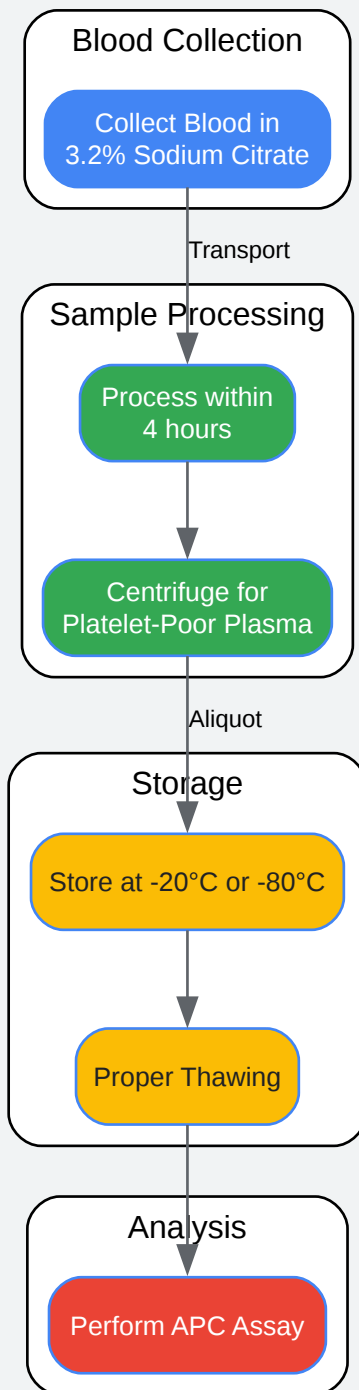 Blood Collection
Collect Blood in
3.2% Sodium Citrate
Transport
Sample Processing
Process within
4 hours
Centrifuge for
Platelet-Poor Plasma
Aliquot
Storage
Store at -20°C or -80°C
Proper Thawing
Analysis
Perform APC Assay